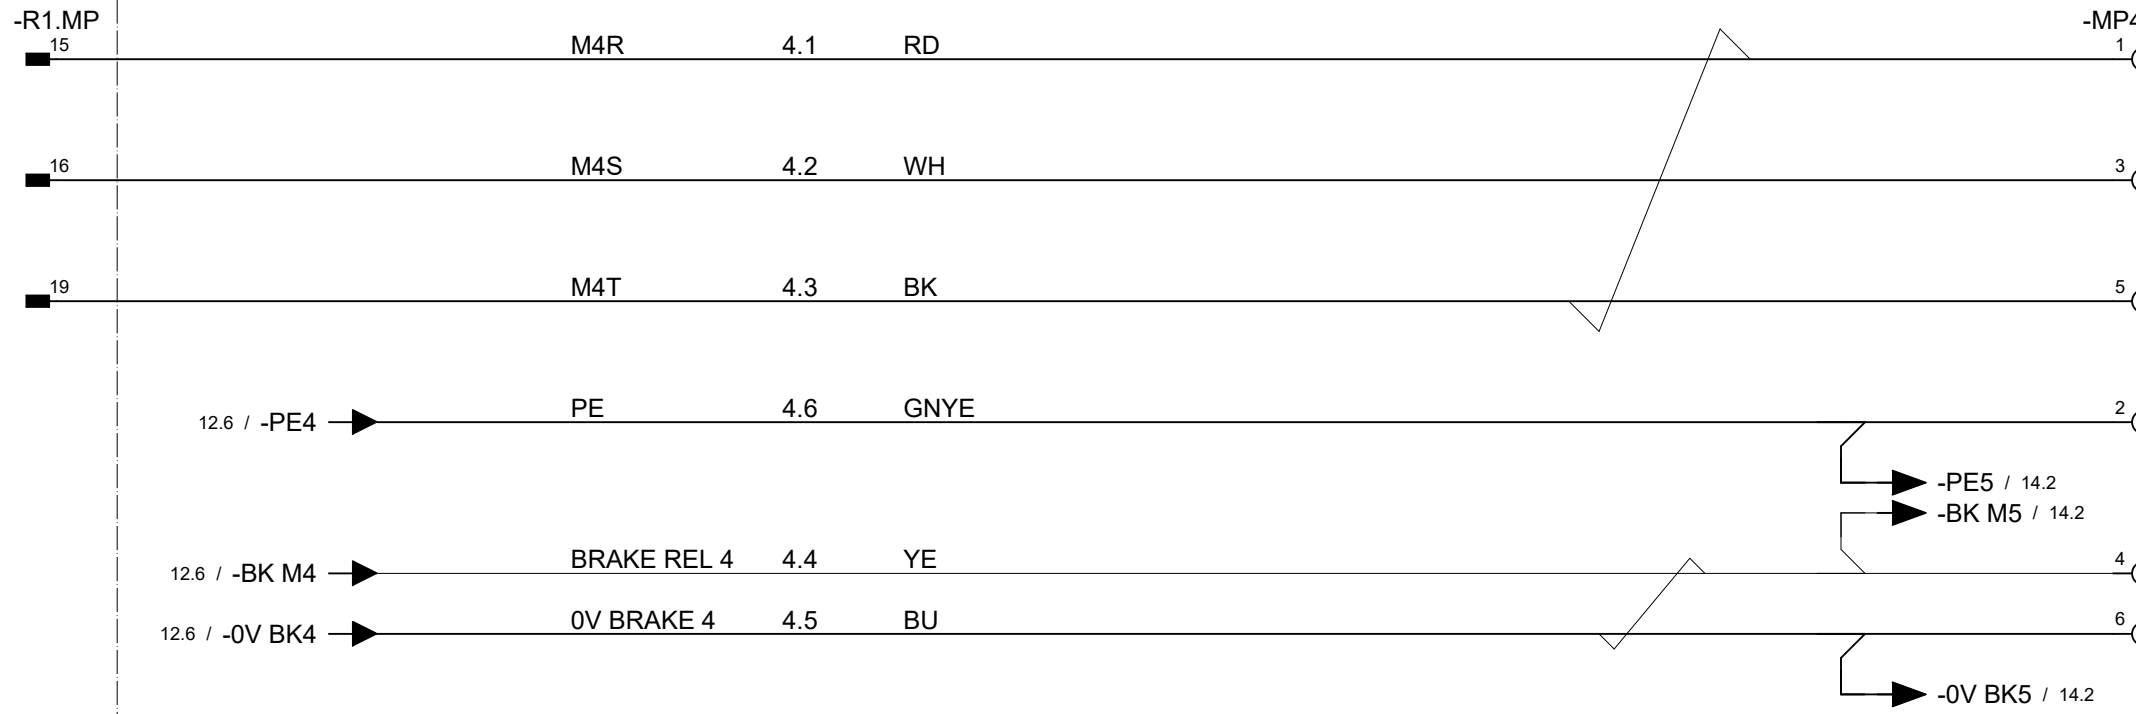 -R1.MP -MP4
15 M4R 4.1 RD 1
16 M4S 4.2 WH 3
19 M4T 4.3 BK 5
12.6 / -PE4 PE 4.6 GNYE 2
-PE5 / 14.2
-BK M5 / 14.2
12.6 / -BK M4 BRAKE REL 4 4.4 YE 4
12.6 / -0V BK4 0V BRAKE 4 4.5 BU 6
-0V BK5 / 14.2